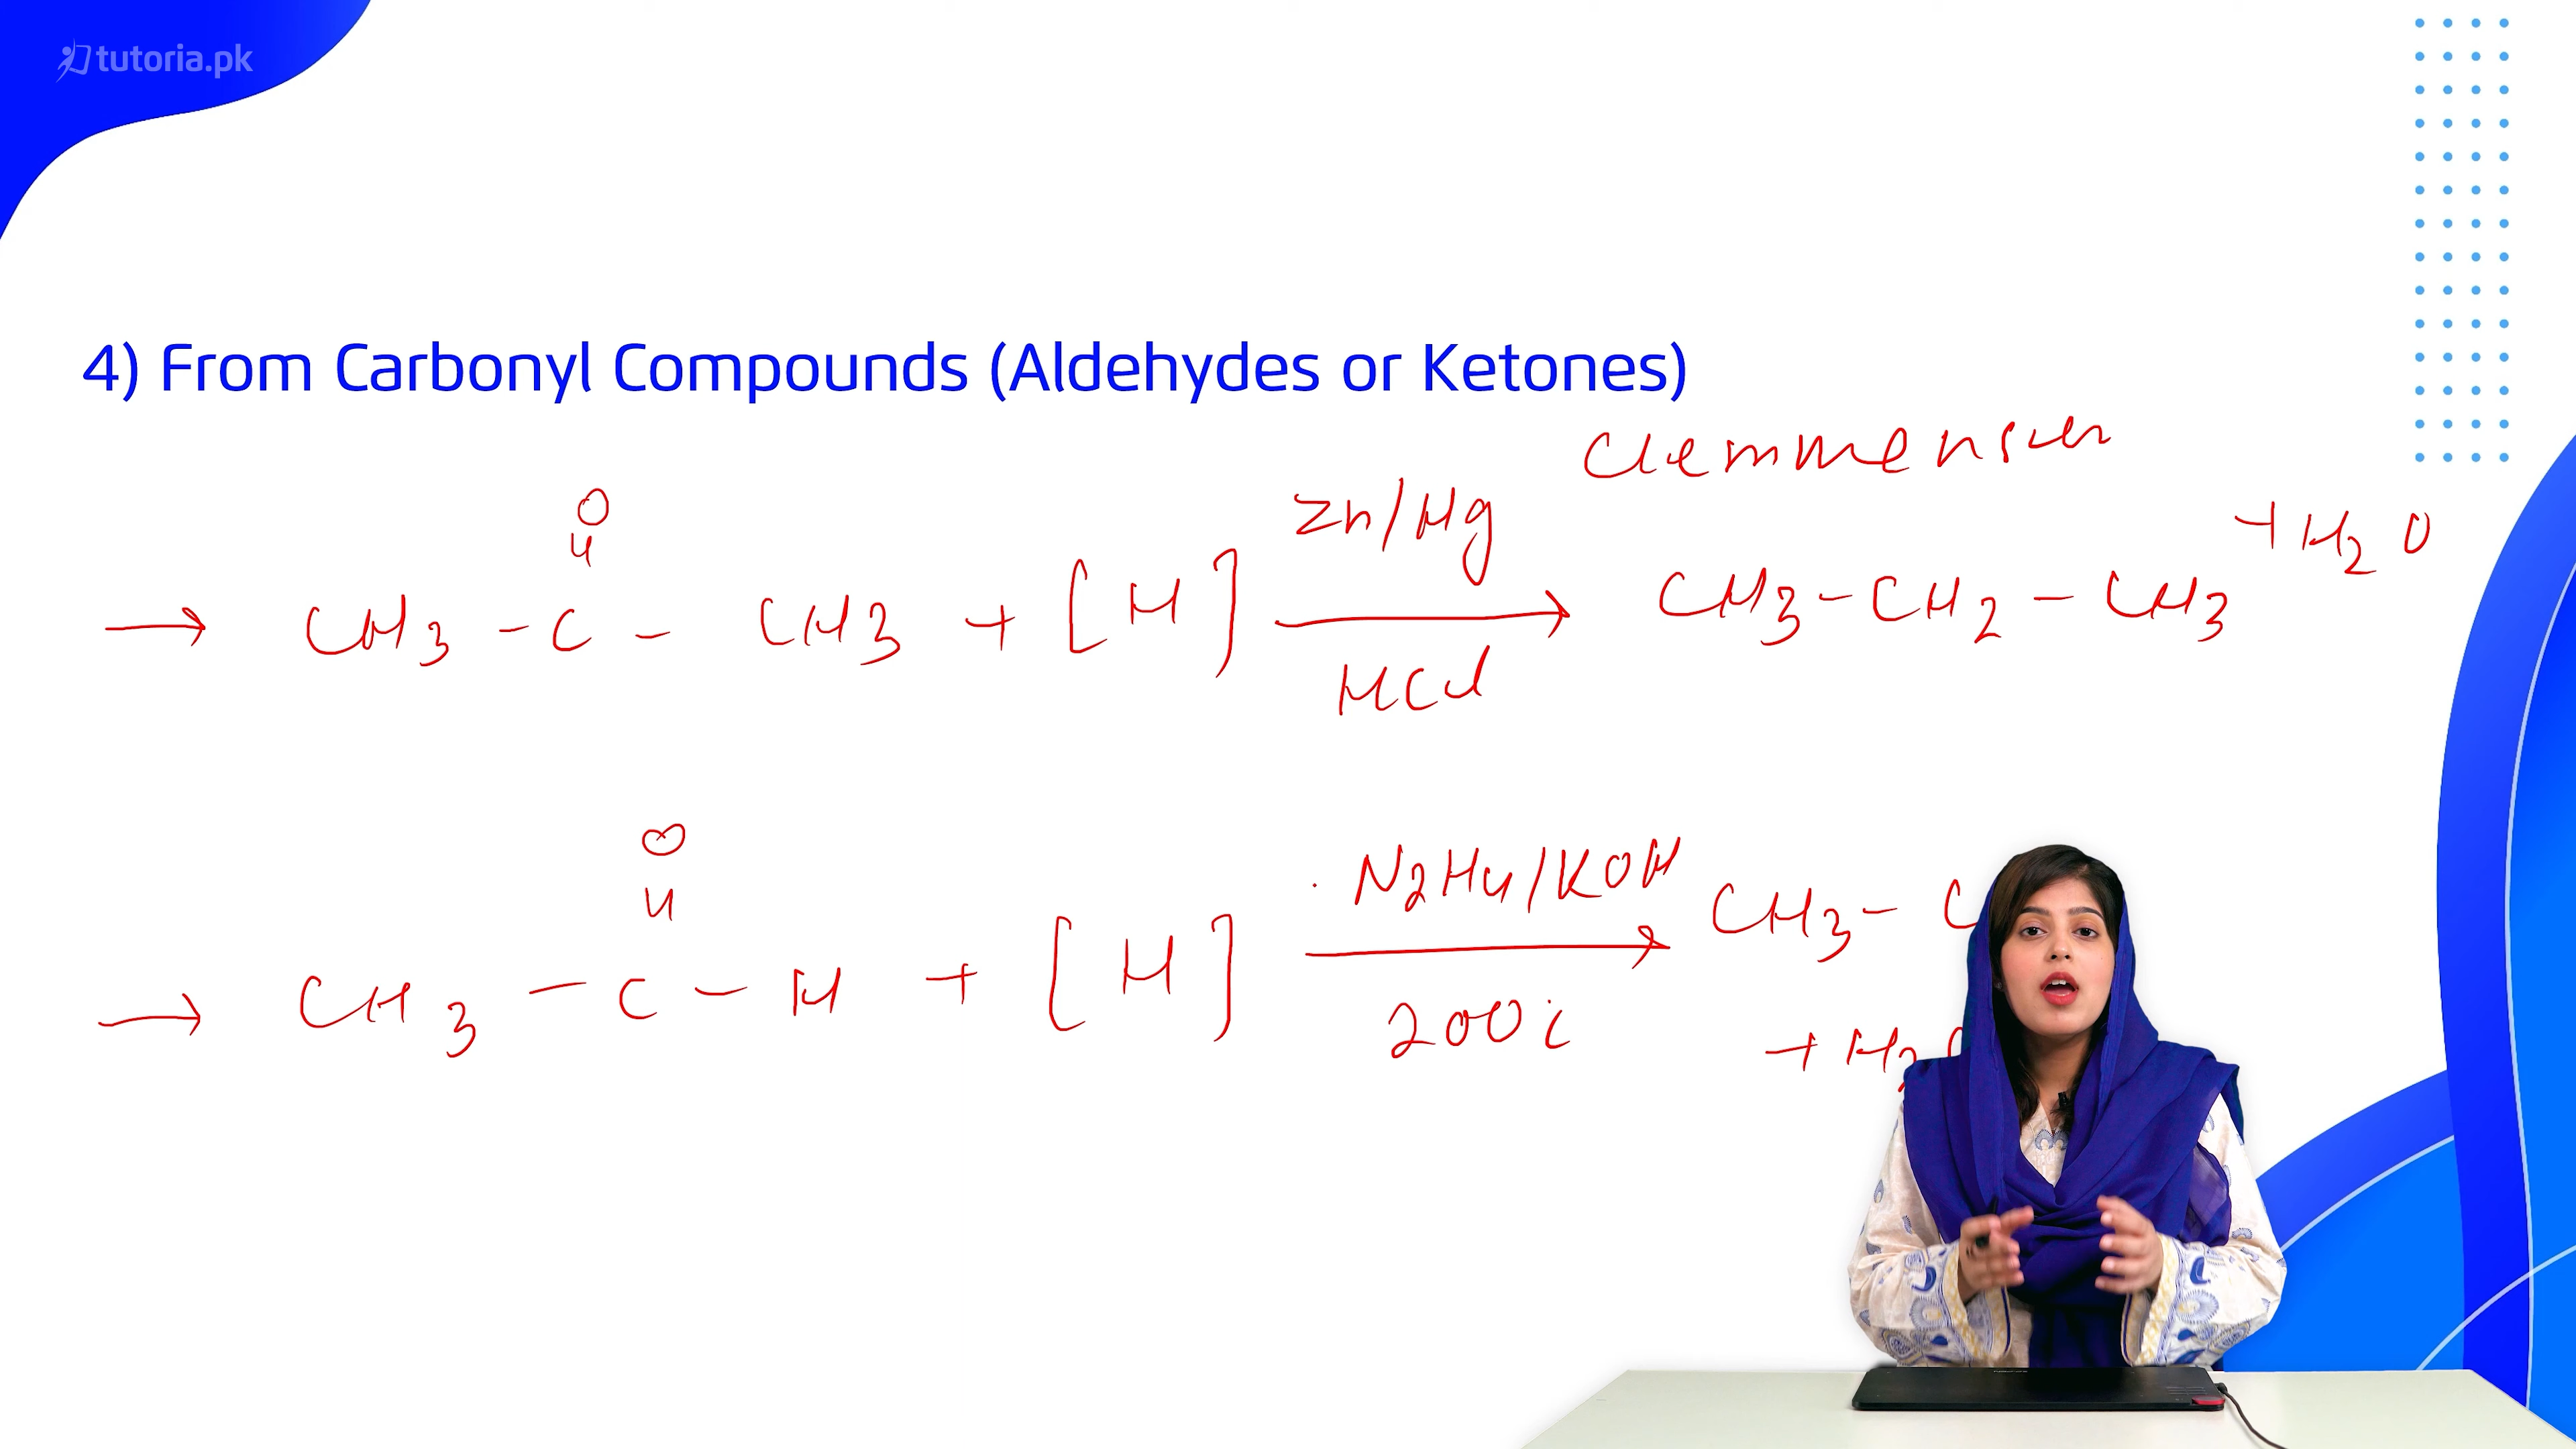 tutoria.pk
4) From Carbonyl Compounds (Aldehydes or Ketones)
Clemmensen
O
Zn/Hg
+ H2O
CH3 - C - CH3 + [H] → CH3 - CH2 - CH3
HCl
O
N2H4/KOH
CH3 - C
CH3 - C - H + [H] →
200
+ H2